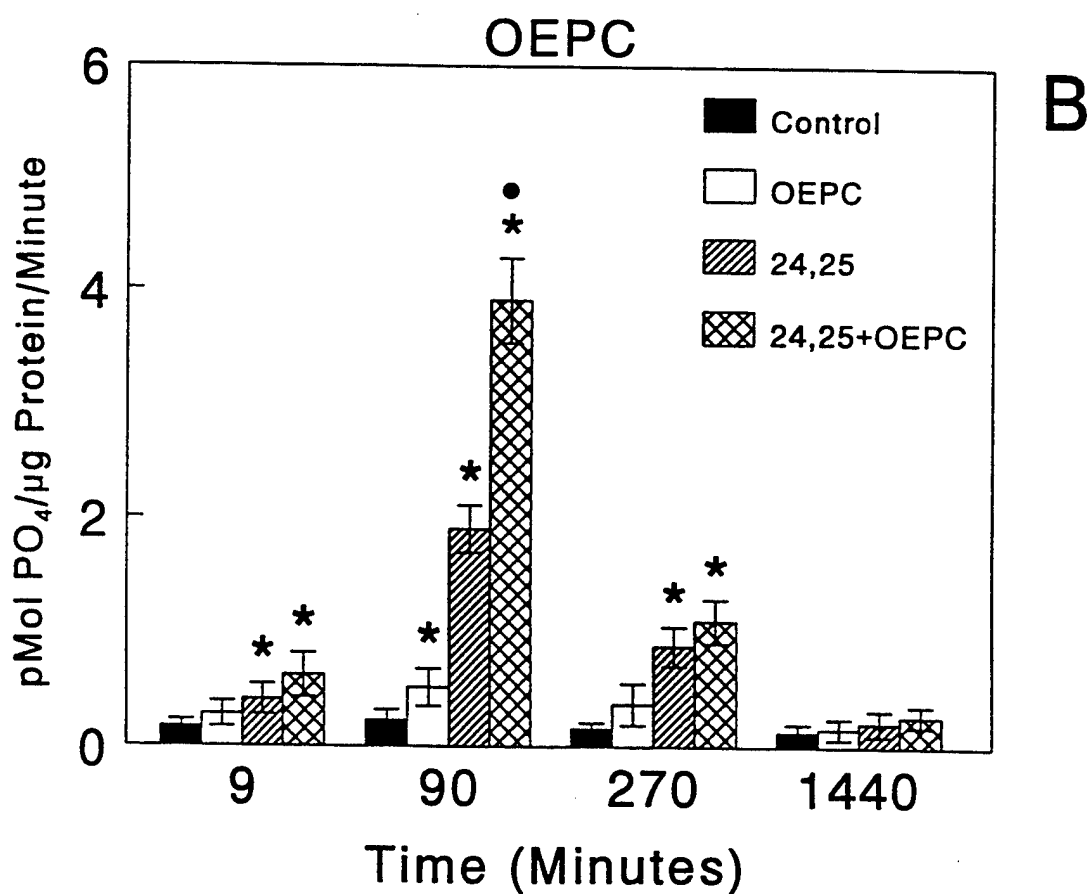 OEPC
B
6
4
2
0
pMol PO₄/µg Protein/Minute
Control
OEPC
24,25
24,25+OEPC
*
*
*
*
●
*
*
*
9 90 270 1440
Time (Minutes)